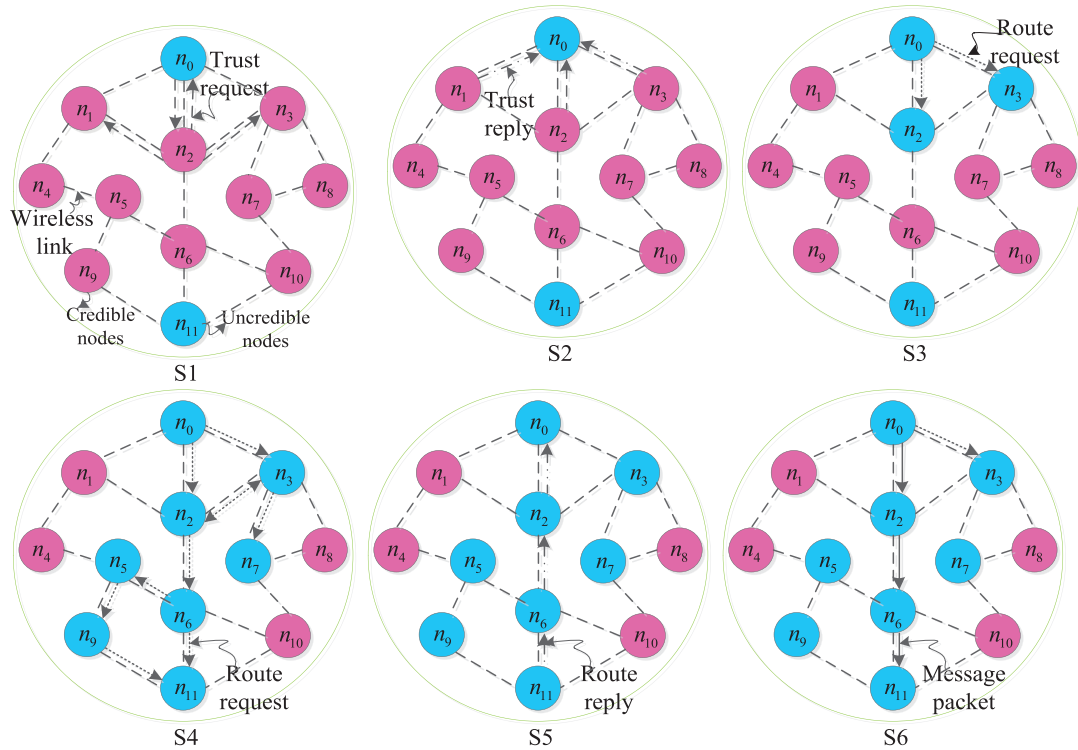 n0
Trust
request
n1
n3
n2
n4
n5
n7
n8
Wireless
link
n6
n9
n10
Credible
nodes
n11
Uncredible
nodes
S1
n0
n1
n3
Trust
reply
n2
n4
n5
n7
n8
n6
n9
n10
n11
S2
n0
Route
request
n1
n3
n2
n4
n5
n7
n8
n6
n9
n10
n11
S3
n0
n1
n3
n2
n4
n5
n7
n8
n6
n9
n10
n11
Route
request
S4
n0
n1
n3
n2
n4
n5
n7
n8
n6
n9
n10
n11
Route
reply
S5
n0
n1
n3
n2
n4
n5
n7
n8
n6
n9
n10
n11
Message
packet
S6